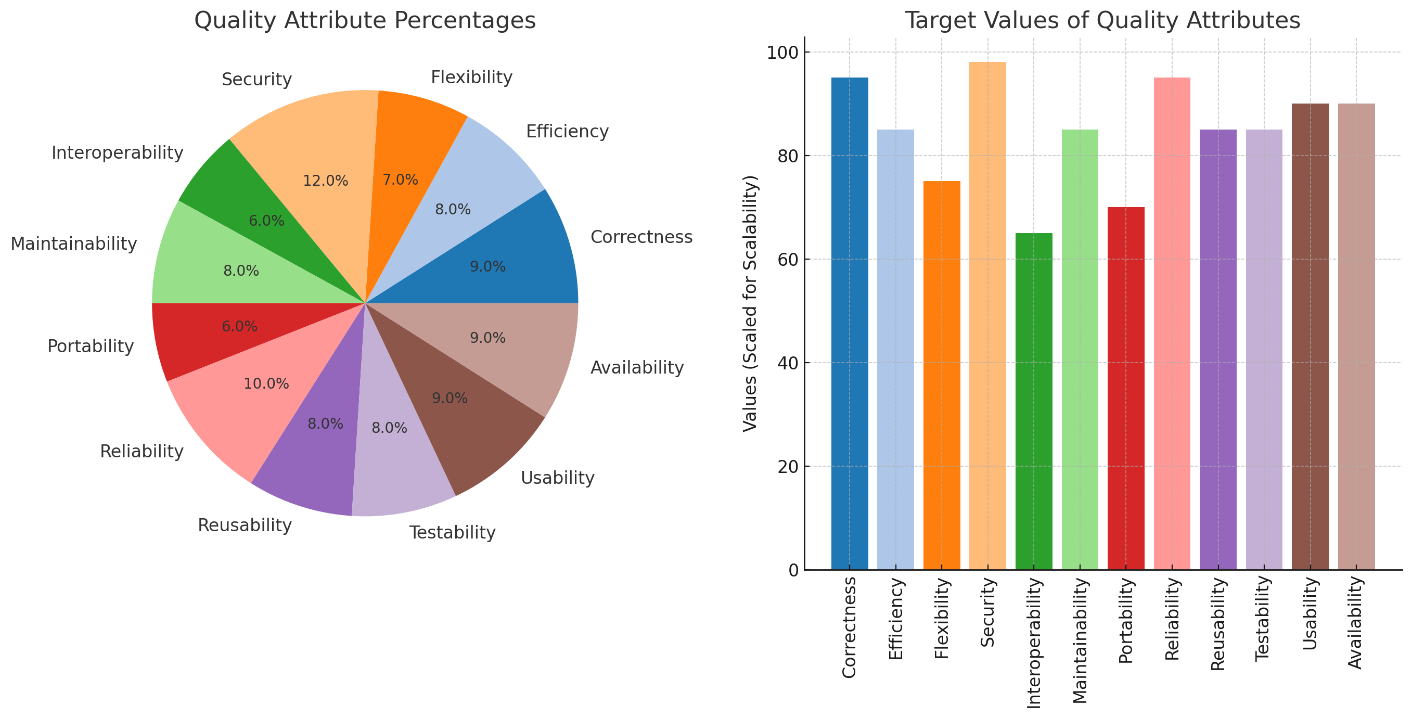 Quality Attribute Percentages
Security
Flexibility
Interoperability
Efficiency
Maintainability
Correctness
Portability
Availability
Reliability
Usability
Reusability
Testability
12.0%
7.0%
6.0%
8.0%
8.0%
9.0%
6.0%
9.0%
10.0%
9.0%
8.0%
8.0%
Target Values of Quality Attributes
Values (Scaled for Scalability)
100
80
60
40
20
0
Correctness
Efficiency
Flexibility
Security
Interoperability
Maintainability
Portability
Reliability
Reusability
Testability
Usability
Availability